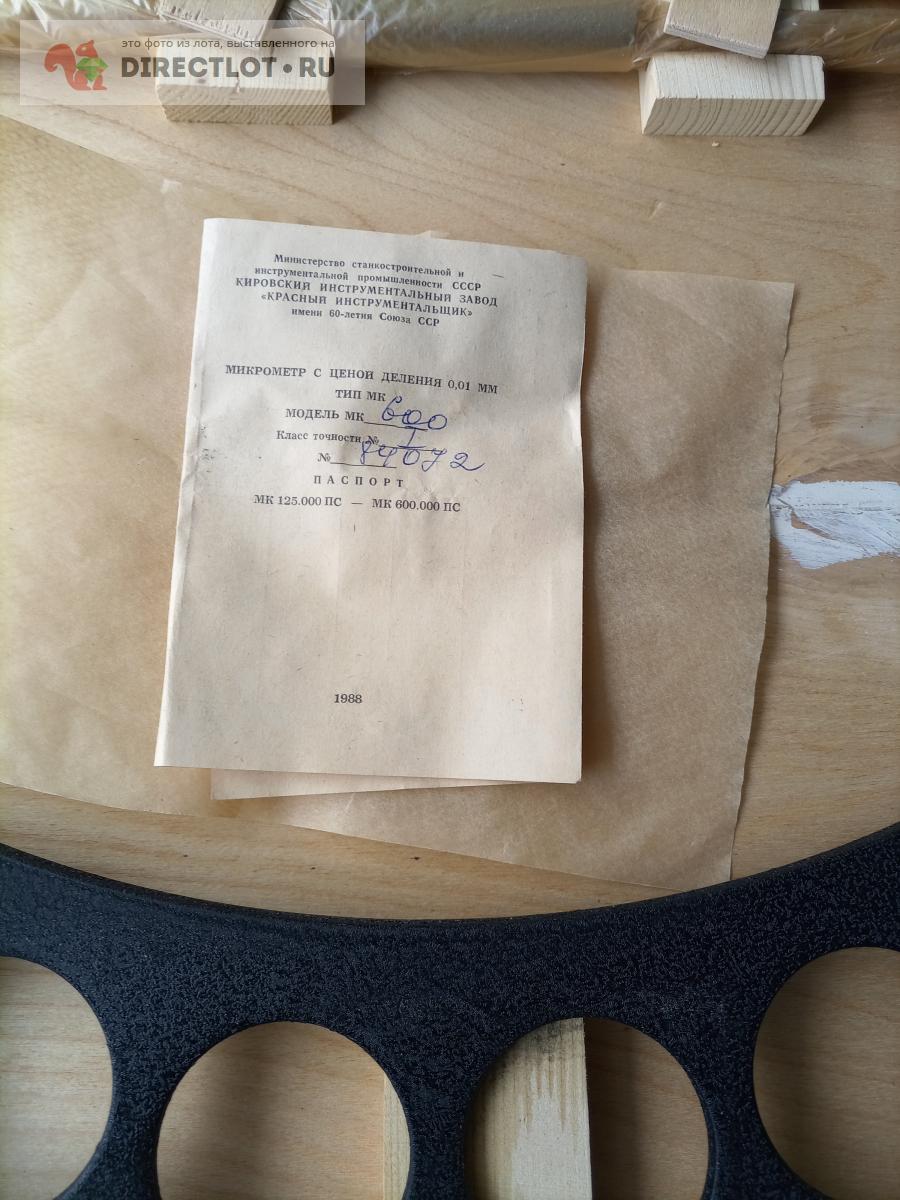 это фото из лота, выставленного на
DIRECTLOT.RU
Министерство станкостроительной и
инструментальной промышленности СССР
КИРОВСКИЙ ИНСТРУМЕНТАЛЬНЫЙ ЗАВОД
«КРАСНЫЙ ИНСТРУМЕНТАЛЬЩИК»
имени 60-летия Союза ССР
МИКРОМЕТР С ЦЕНОЙ ДЕЛЕНИЯ 0,01 ММ
ТИП МК
МОДЕЛЬ МК 600
Класс точности № 1
№ 84072
ПАСПОРТ
МК 125.000 ПС — МК 600.000 ПС
1988